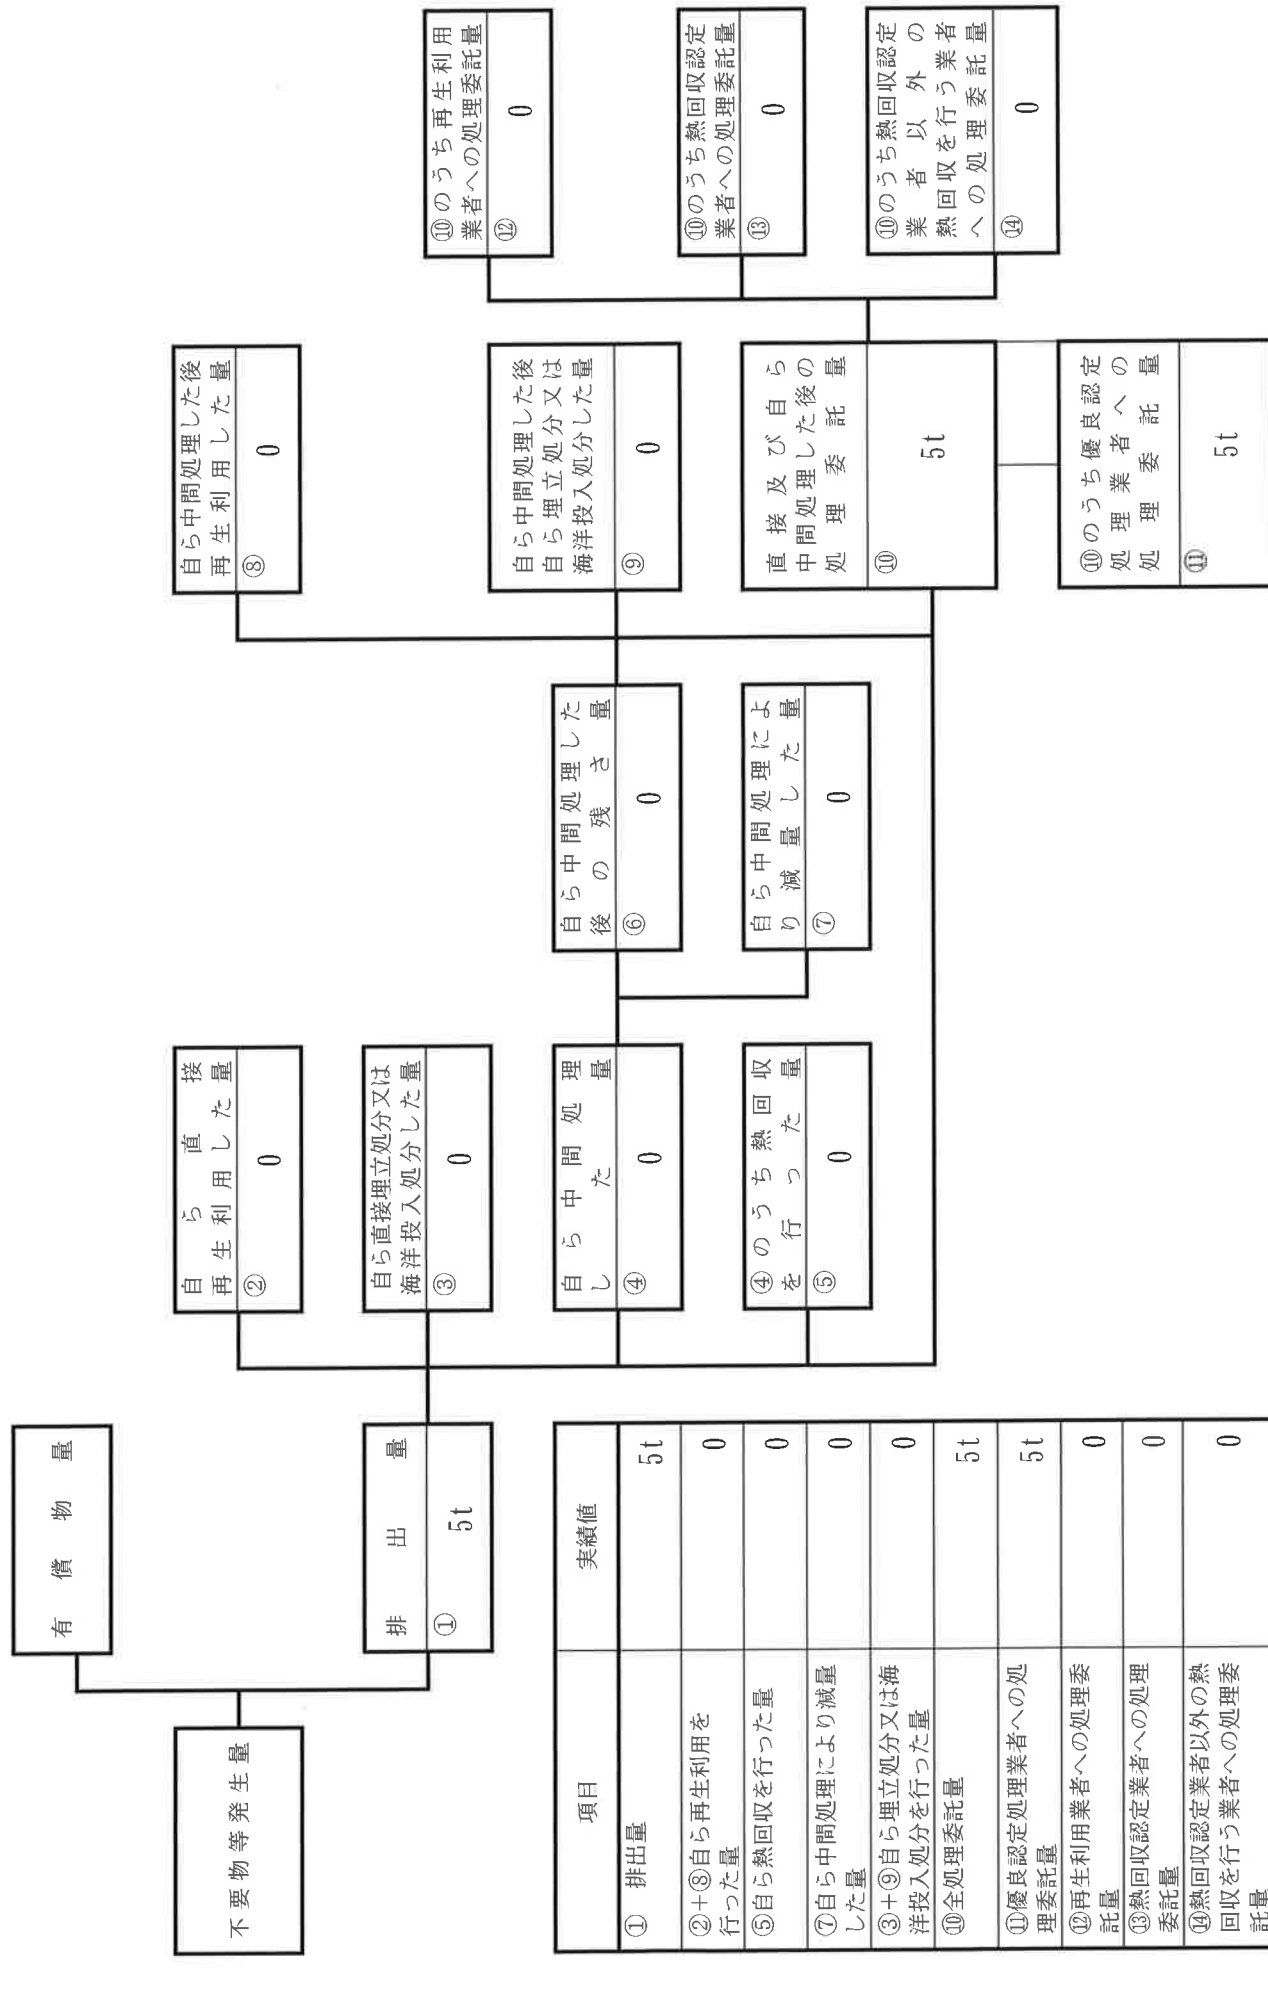 不要物等発生量
有償物量
排出量
①
5t
自ら直接
再生利用した量
②
0
自ら直接埋立処分又は
海洋投入処分した量
③
0
自ら中間処理
した量
④
0
④のうち熱回収
を行った量
⑤
0
自ら中間処理した
後の残さ量
⑥
0
自ら中間処理によ
り減量した量
⑦
0
自ら中間処理した後
再生利用した量
⑧
0
自ら中間処理した後
自ら埋立処分又は
海洋投入処分した量
⑨
0
直接及び自ら
中間処理した後の
処理委託量
⑩
5t
⑩のうち優良認定
処理業者への
処理委託量
⑪
5t
⑩のうち再生利用
業者への処理委託量
⑫
0
⑩のうち熱回収認定
業者への処理委託量
⑬
0
⑩のうち熱回収認定
業者以外の
熱回収を行う業者
への処理委託量
⑭
0
項目 実績値
① 排出量 5t
②+⑧自ら再生利用を
行った量 0
⑤自ら熱回収を行った量 0
⑦自ら中間処理により減量
した量 0
③+⑨自ら埋立処分又は海
洋投入処分を行った量 0
⑩全処理委託量 5t
⑪優良認定処理業者への処
理委託量 5t
⑫再生利用業者への処理委
託量 0
⑬熱回収認定業者への処理
委託量 0
⑭熱回収認定業者以外の熱
回収を行う業者への処理委
託量 0